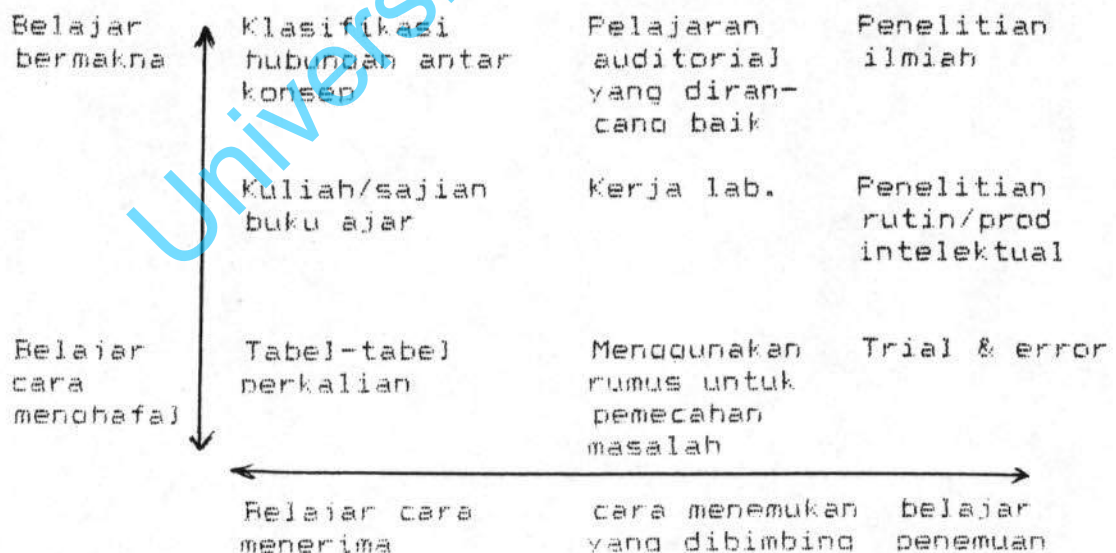 Belajar
bermakna
Klasifikasi
hubungan antar
konsep
Pelajaran
auditorial
yang diran-
cang baik
Penelitian
ilmiah
Kuliah/sajian
buku ajar
Kerja lab.
Penelitian
rutin/prod
intelektual
Belajar
cara
menghafal
Tabel-tabel
perkalian
Menggunakan
rumus untuk
pemecahan
masalah
Trial & error
Belajar cara
menerima
cara menemukan
yang dibimbing
belajar
penemuan
Univers